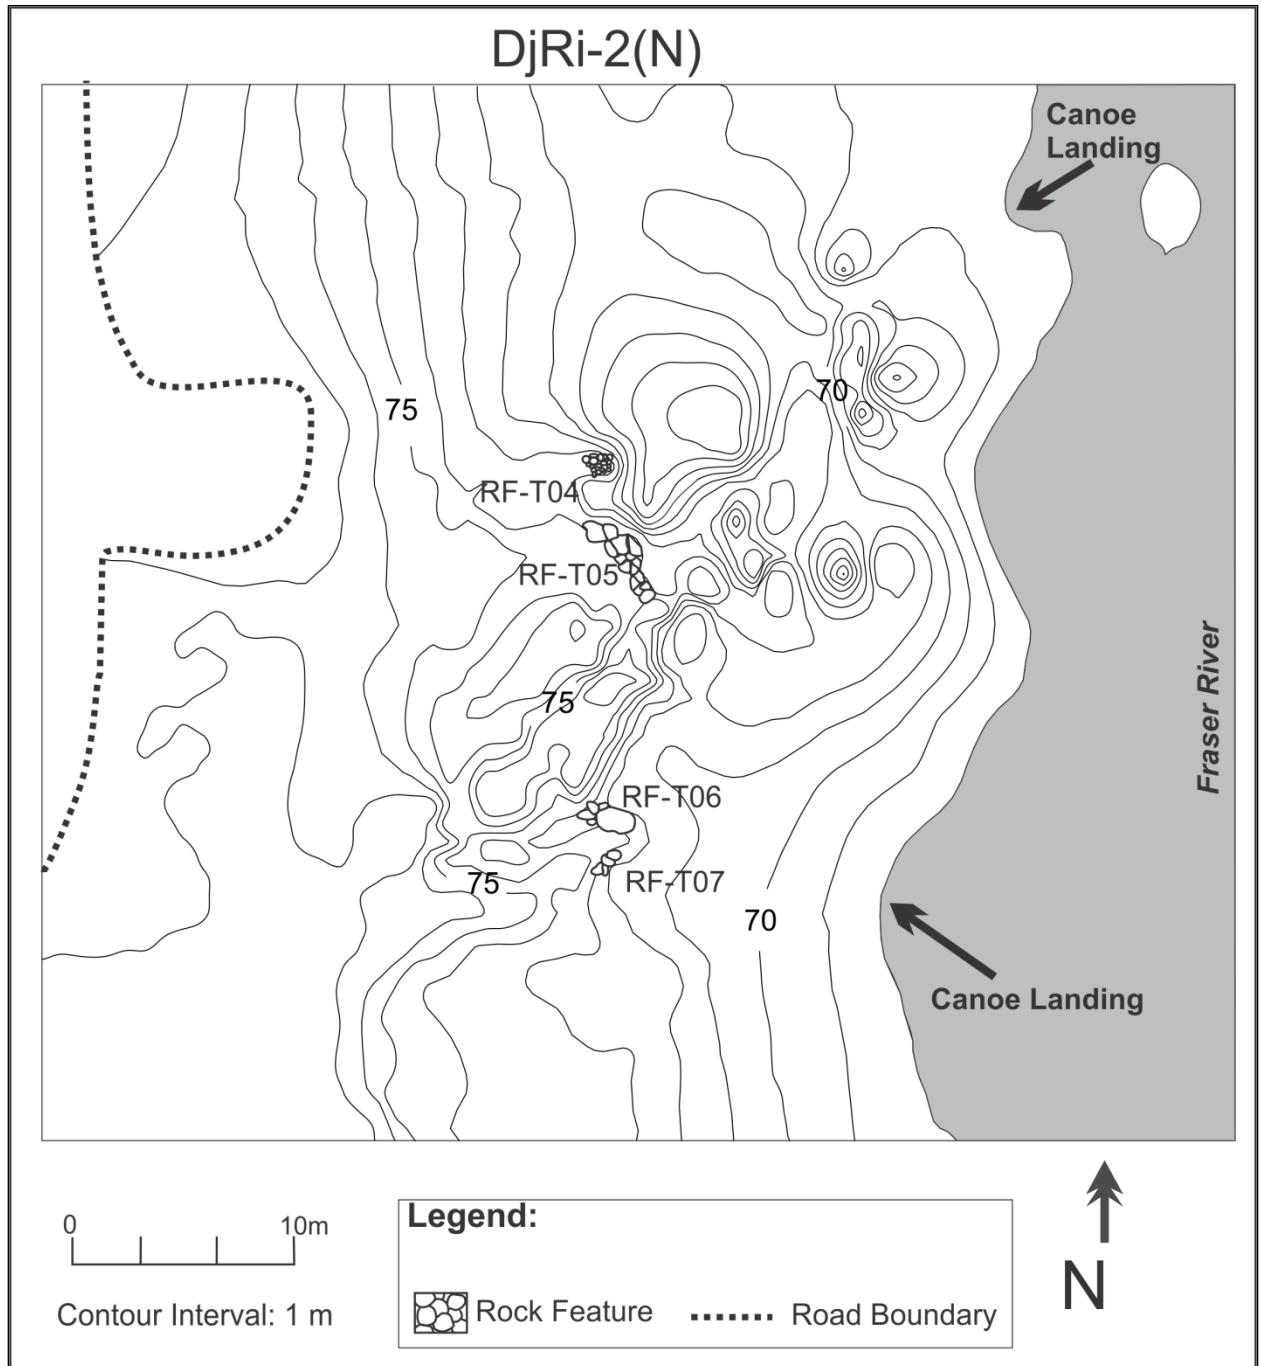 DjRi-2(N)
Canoe
Landing
70
75
RF-T04
RF-T05
Fraser River
75
RF-T06
75
RF-T07
70
Canoe Landing
0 10m
Contour Interval: 1 m
Legend:
Rock Feature
Road Boundary
N